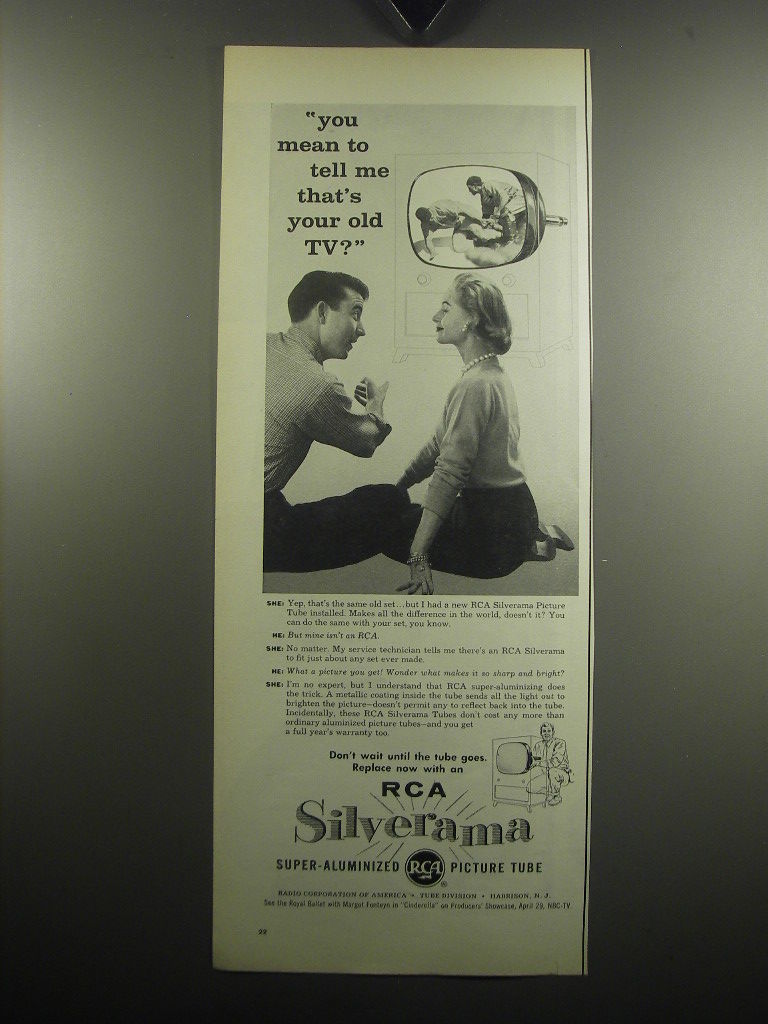 "you
mean to
tell me
that's
your old
TV?"
SHE: Yep, that's the same old set...but I had a new RCA Silverama Picture
Tube installed. Makes all the difference in the world, doesn't it? You
can do the same with your set, you know.
HE: But mine isn't an RCA.
SHE: No matter. My service technician tells me there's an RCA Silverama
to fit just about any set ever made.
HE: What a picture you get! Wonder what makes it so sharp and bright?
SHE: I'm no expert, but I understand that RCA super-aluminizing does
the trick. A metallic coating inside the tube sends all the light out to
brighten the picture—doesn't permit any to reflect back into the tube.
Incidentally, these RCA Silverama Tubes don't cost any more than
ordinary aluminized picture tubes—and you get
a full year's warranty too.
Don't wait until the tube goes.
Replace now with an
RCA
Silverama
SUPER-ALUMINIZED RCA ® PICTURE TUBE
RADIO CORPORATION OF AMERICA • TUBE DIVISION • HARRISON, N. J.
See the Royal Ballet with Margot Fonteyn in "Cinderella" on Producers' Showcase, April 29, NBC-TV
22